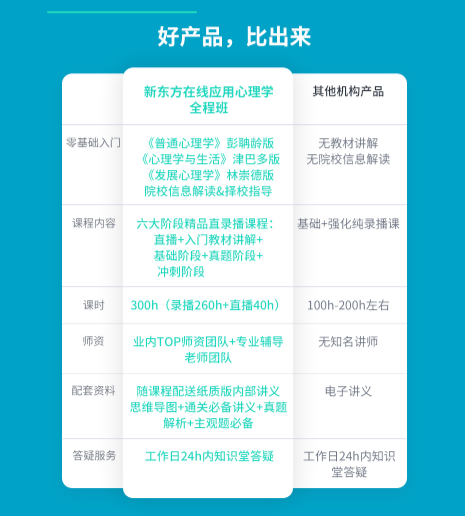 好产品，比出来
新东方在线应用心理学
全程班
其他机构产品
零基础入门
《普通心理学》彭聃龄版
《心理学与生活》津巴多版
《发展心理学》林崇德版
院校信息解读&择校指导
无教材讲解
无院校信息解读
课程内容
六大阶段精品直录播课程：
直播+入门教材讲解+
基础阶段+真题阶段+
冲刺阶段
基础+强化纯录播课
课时
300h（录播260h+直播40h）
100h-200h左右
师资
业内TOP师资团队+专业辅导
老师团队
无知名讲师
配套资料
随课程配送纸质版内部讲义
思维导图+通关必备讲义+真题
解析+主观题必备
电子讲义
答疑服务
工作日24h内知识堂答疑
工作日24h内知识
堂答疑